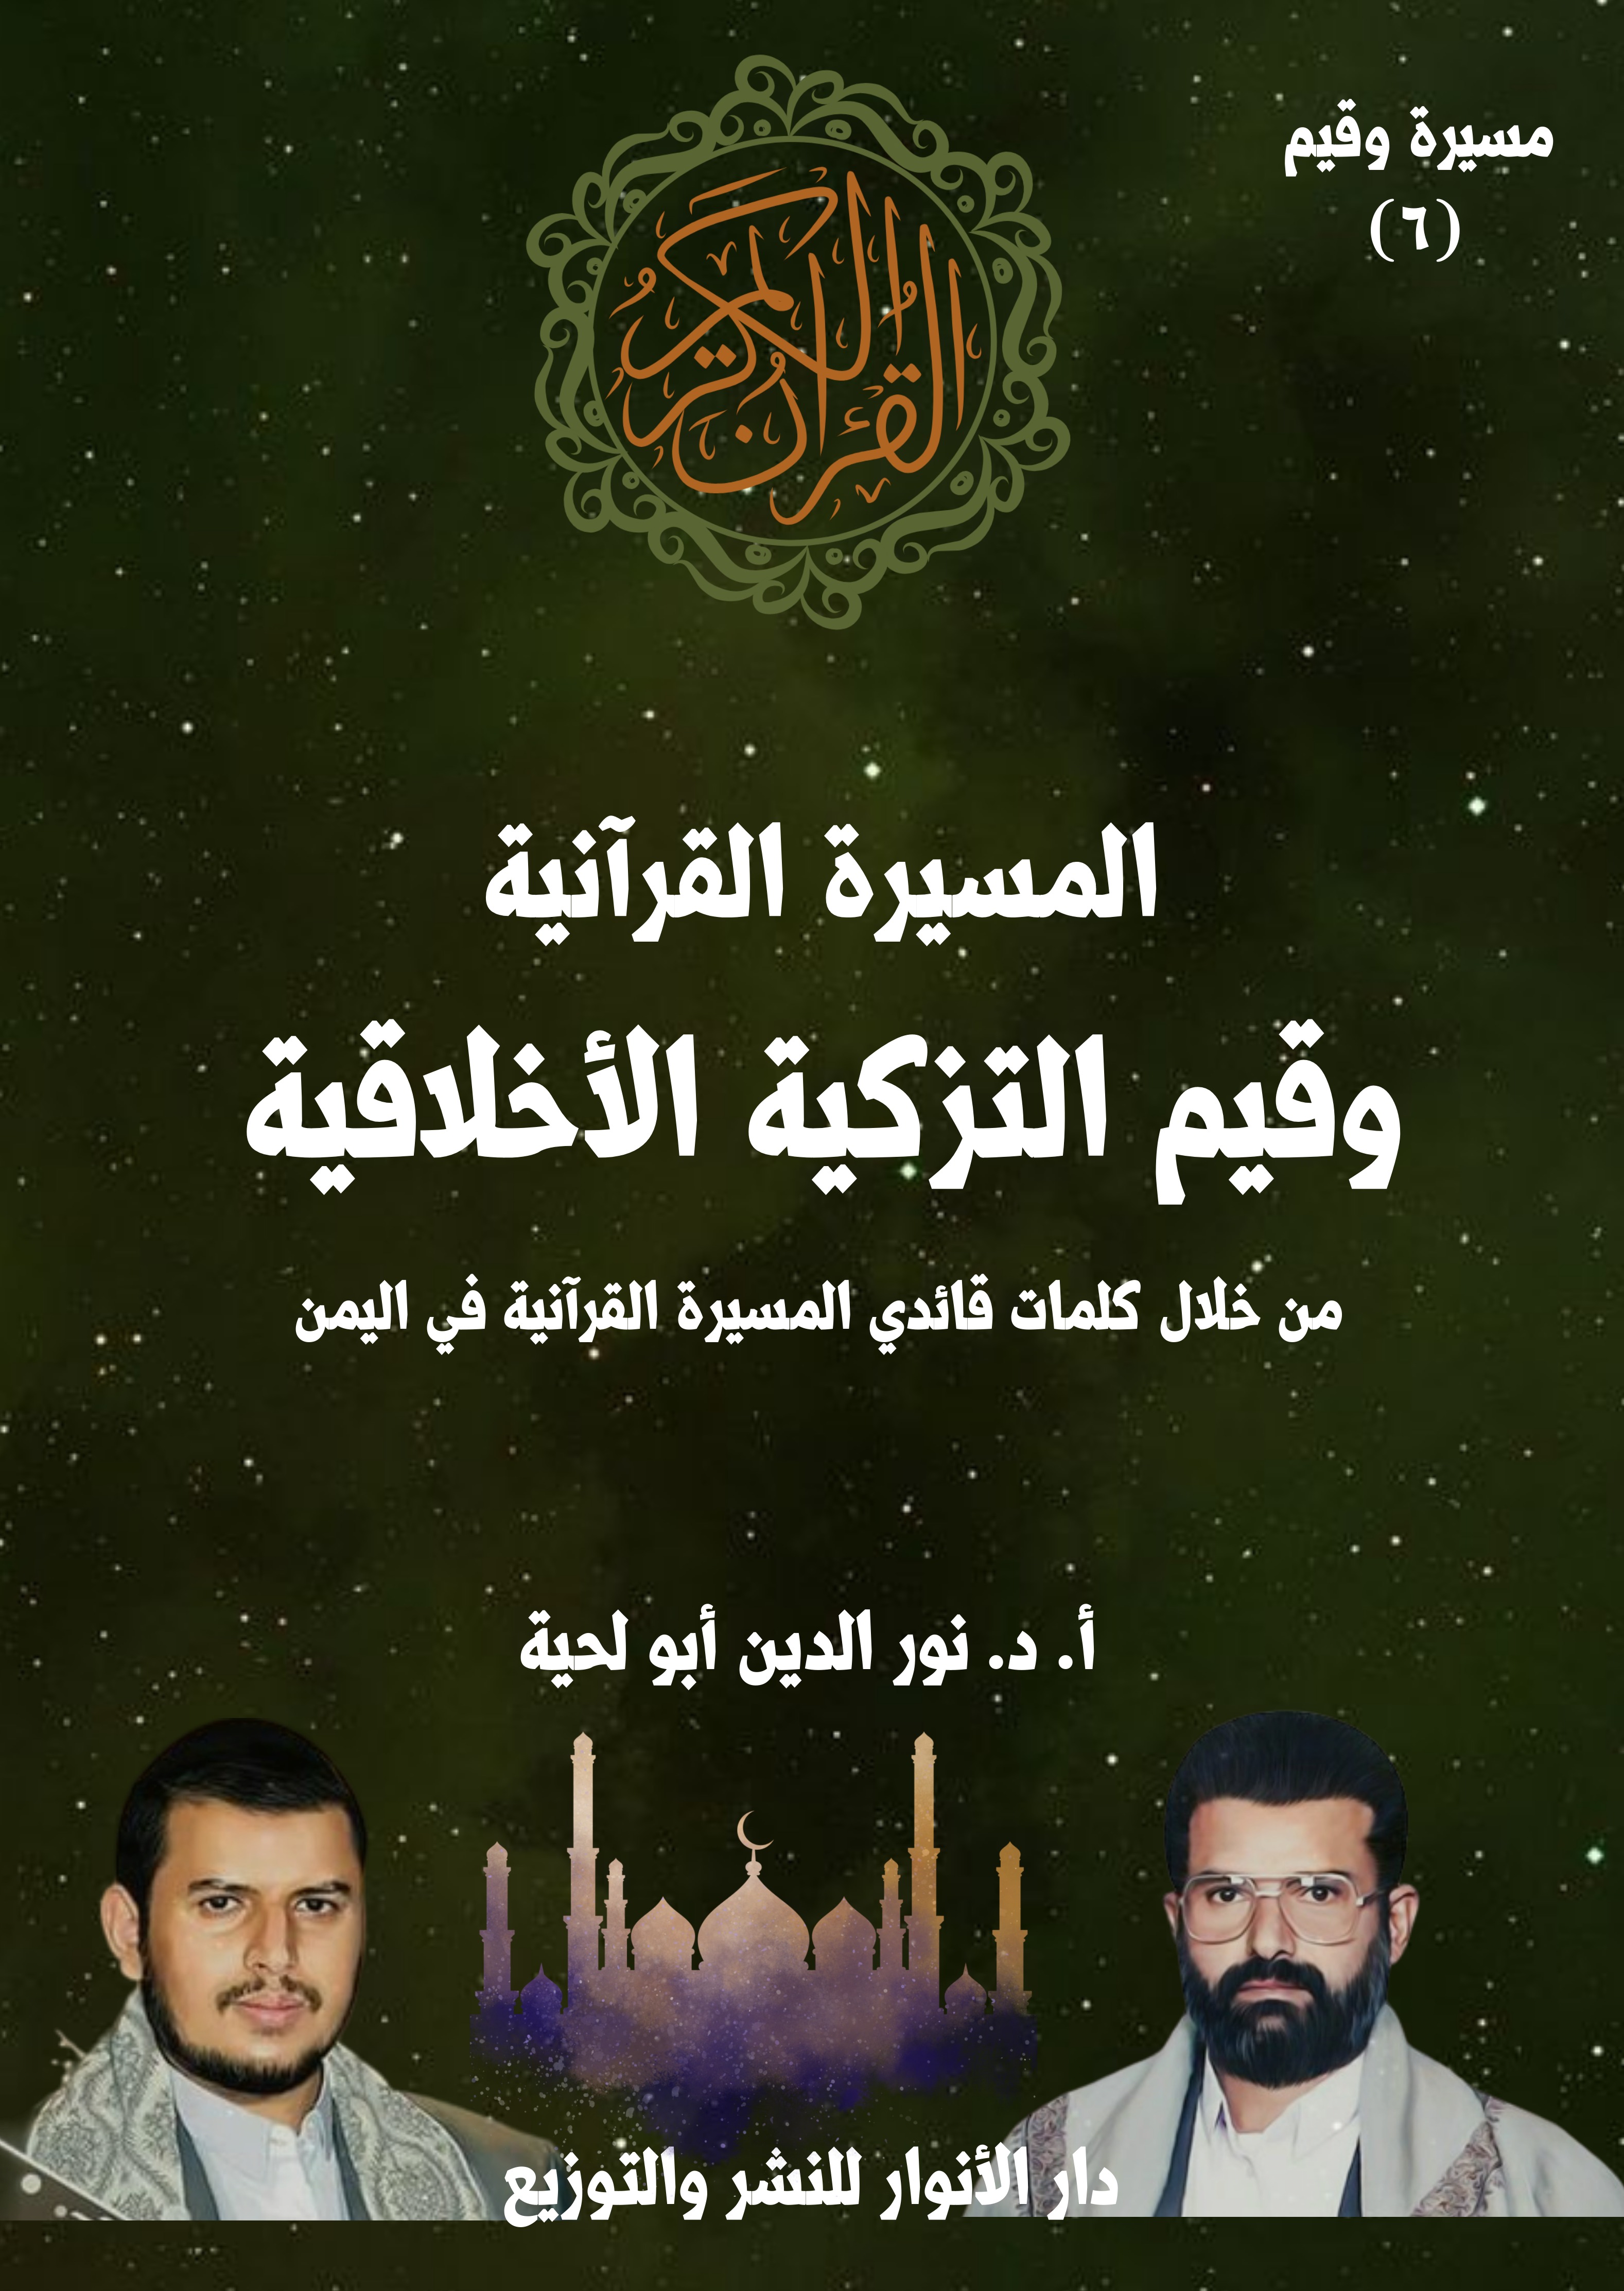 مسيرة وقيم
(٦)
القرآن الكريم
المسيرة القرآنية
وقيم التزكية الأخلاقية
من خلال كلمات قائدي المسيرة القرآنية في اليمن
أ. د. نور الدين أبو لحية
دار الأنوار للنشر والتوزيع